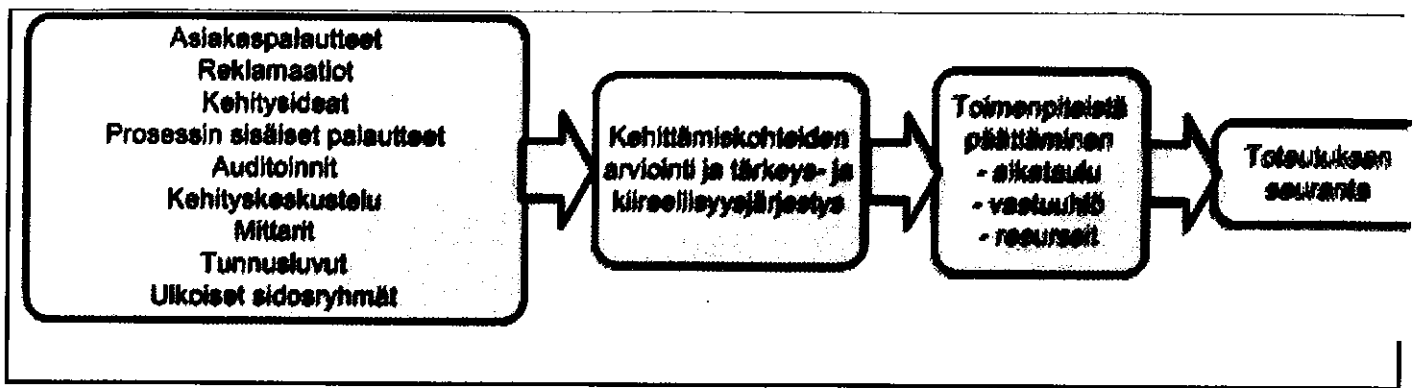 Asiakaspalautteet
Reklamaatiot
Kehitysideat
Prosessin sisäiset palautteet
Auditoinnit
Kehityskeskustelu
Mittarit
Tunnusluvut
Ulkoiset sidosryhmät
Kehittämiskohteiden
arviointi ja tärkeys- ja
kiireellisyysjärjestys
Toimenpiteistä
päättäminen
- aikataulu
- vastuuhlö
- resurssit
Toteutuksen
seuranta